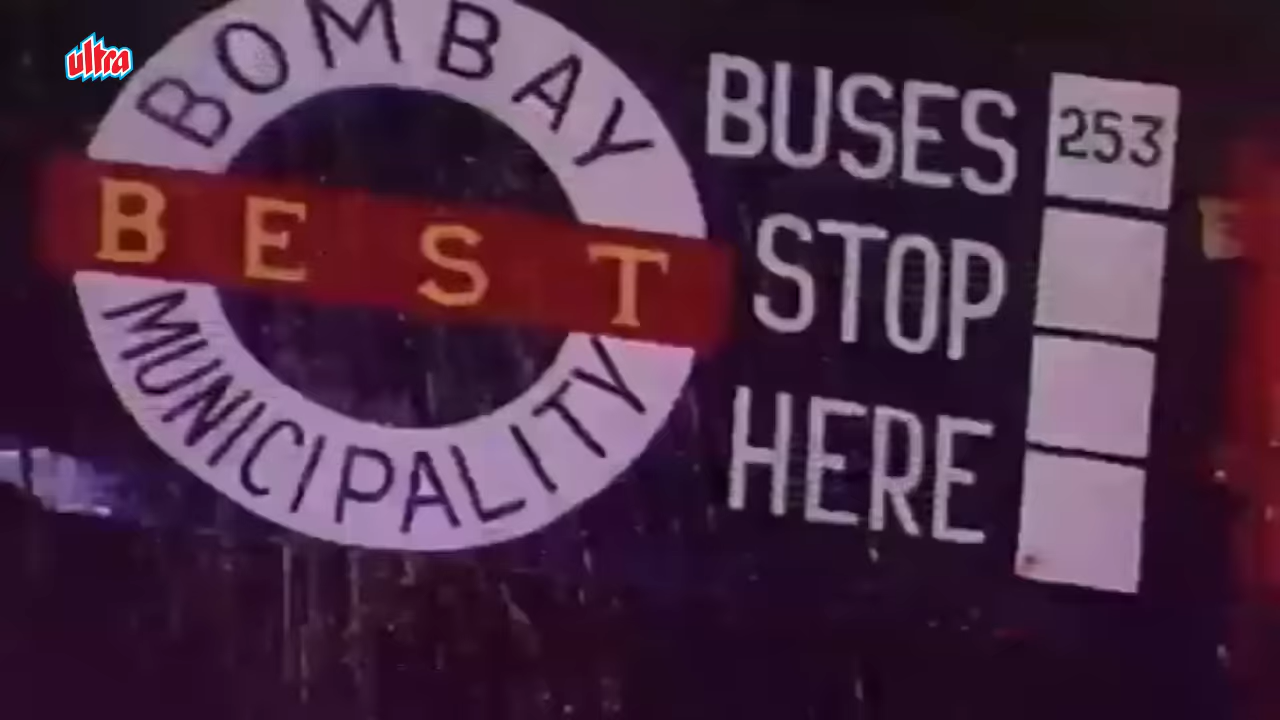 ultra
BOMBAY
BEST
MUNICIPALITY
BUSES
STOP
HERE
253
E